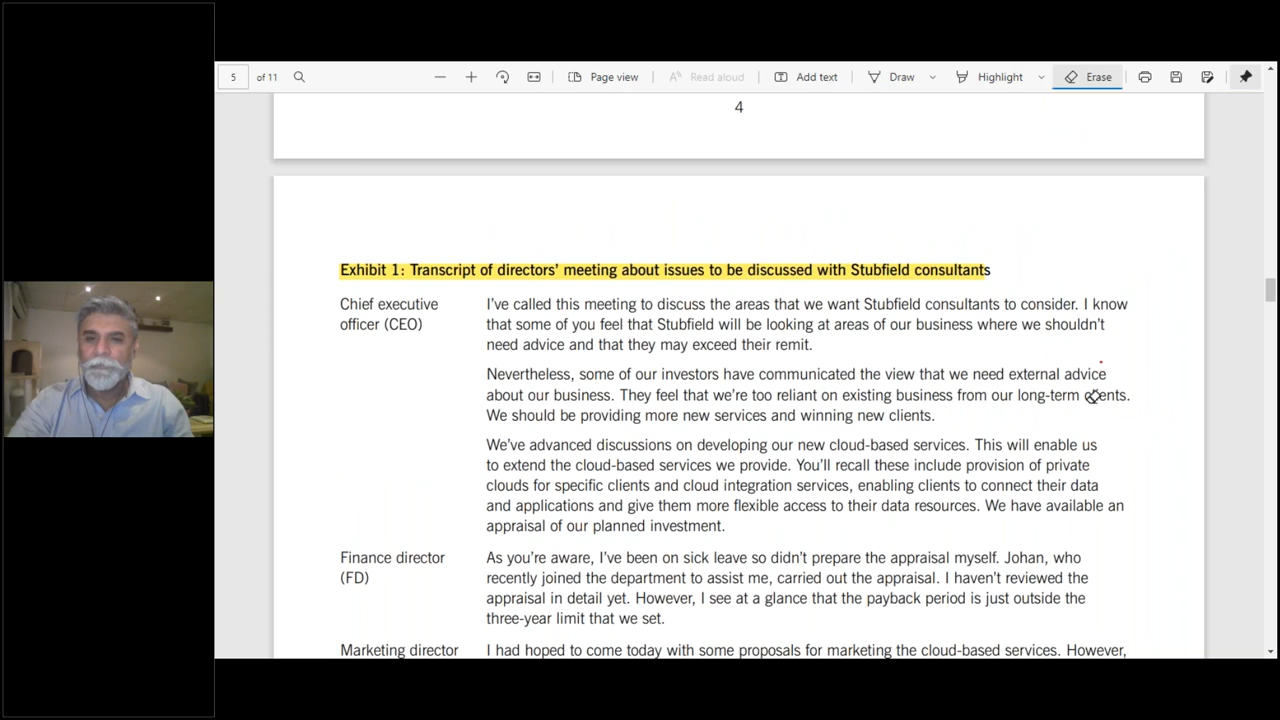 5 of 11 Page view Read aloud Add text Draw Highlight Erase
4
Exhibit 1: Transcript of directors' meeting about issues to be discussed with Stubfield consultants
Chief executive I've called this meeting to discuss the areas that we want Stubfield consultants to consider. I know
officer (CEO) that some of you feel that Stubfield will be looking at areas of our business where we shouldn't
need advice and that they may exceed their remit.
Nevertheless, some of our investors have communicated the view that we need external advice
about our business. They feel that we're too reliant on existing business from our long-term clients.
We should be providing more new services and winning new clients.
We've advanced discussions on developing our new cloud-based services. This will enable us
to extend the cloud-based services we provide. You'll recall these include provision of private
clouds for specific clients and cloud integration services, enabling clients to connect their data
and applications and give them more flexible access to their data resources. We have available an
appraisal of our planned investment.
Finance director As you're aware, I've been on sick leave so didn't prepare the appraisal myself. Johan, who
(FD) recently joined the department to assist me, carried out the appraisal. I haven't reviewed the
appraisal in detail yet. However, I see at a glance that the payback period is just outside the
three-year limit that we set.
Marketing director I had hoped to come today with some proposals for marketing the cloud-based services. However,